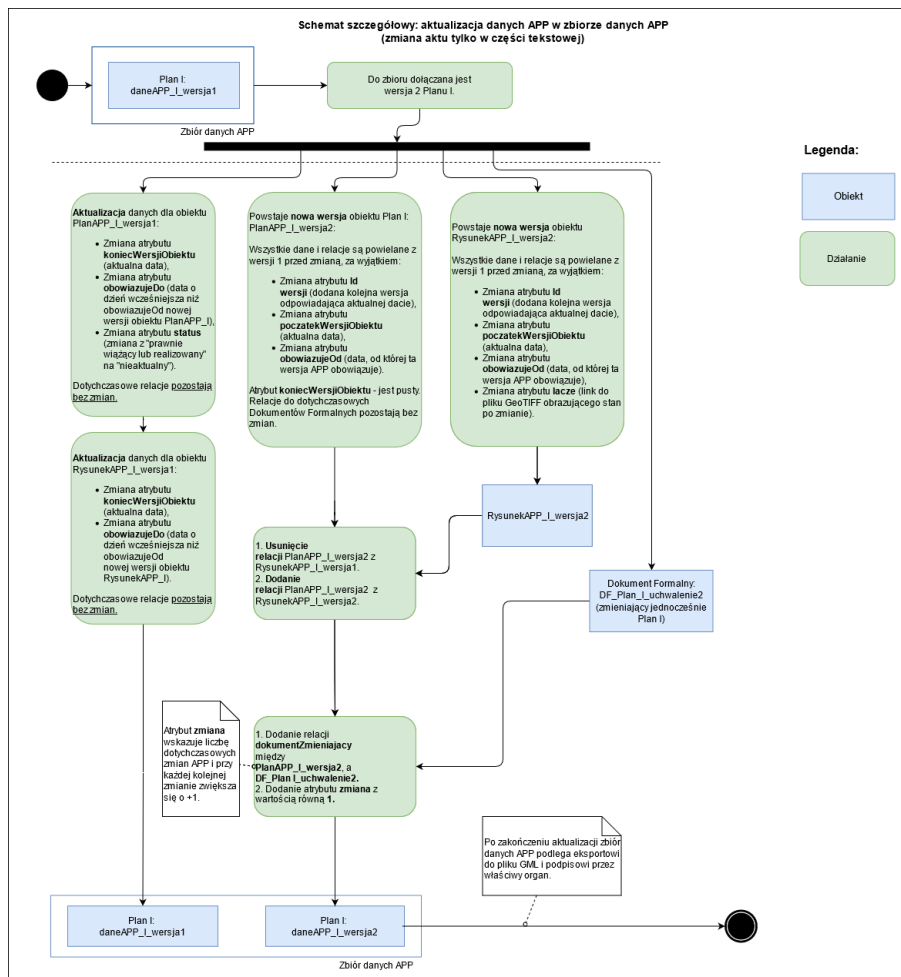 Schemat szczegółowy: aktualizacja danych APP w zbiorze danych APP
(zmiana aktu tylko w części tekstowej)
Plan I:
daneAPP_I_wersja1
Zbiór danych APP
Do zbioru dołączana jest
wersja 2 Planu I.
Legenda:
Obiekt
Działanie
Aktualizacja danych dla obiektu
PlanAPP_I_wersja1:
• Zmiana atrybutu
koniecWersjiObiektu
(aktualna data),
• Zmiana atrybutu
obowiazujeDo (data o
dzień wcześniejsza niż
obowiazujeOd nowej
wersji obiektu PlanAPP_I),
• Zmiana atrybutu status
(zmiana z "prawnie
wiążący lub realizowany"
na "nieaktualny").
Dotychczasowe relacje pozostają
bez zmian.
Powstaje nowa wersja obiektu Plan I:
PlanAPP_I_wersja2:
Wszystkie dane i relacje są powielane z
wersji 1 przed zmianą, za wyjątkiem:
• Zmiana atrybutu Id
wersji (dodana kolejna wersja
odpowiadająca aktualnej dacie),
• Zmiana atrybutu
poczatekWersjiObiektu
(aktualna data),
• Zmiana atrybutu
obowiazujeOd (data, od której ta
wersja APP obowiązuje).
Atrybut koniecWersjiObiektu - jest pusty.
Relacje do dotychczasowych
Dokumentów Formalnych pozostają bez
zmian.
Powstaje nowa wersja obiektu
RysunekAPP_I_wersja2:
Wszystkie dane i relacje są powielane z
wersji 1 przed zmianą, za wyjątkiem:
• Zmiana atrybutu Id
wersji (dodana kolejna wersja
odpowiadająca aktualnej dacie),
• Zmiana atrybutu
poczatekWersjiObiektu
(aktualna data),
• Zmiana atrybutu
obowiazujeOd (data, od której ta
wersja APP obowiązuje),
• Zmiana atrybutu lacze (link do
pliku GeoTIFF obrazującego stan
po zmianie).
Aktualizacja danych dla obiektu
RysunekAPP_I_wersja1:
• Zmiana atrybutu
koniecWersjiObiektu
(aktualna data),
• Zmiana atrybutu
obowiazujeDo (data o
dzień wcześniejsza niż
obowiazujeOd
nowej wersji obiektu
RysunekAPP_I).
Dotychczasowe relacje pozostają
bez zmian.
RysunekAPP_I_wersja2
1. Usunięcie
relacji PlanAPP_I_wersja2 z
RysunekAPP_I_wersja1.
2. Dodanie
relacji PlanAPP_I_wersja2 z
RysunekAPP_I_wersja2.
Dokument Formalny:
DF_Plan_I_uchwalenie2
(zmieniający jednocześnie
Plan I)
Atrybut zmiana
wskazuje liczbę
dotychczasowych
zmian APP i przy
każdej kolejnej
zmianie zwiększa
się o +1.
1. Dodanie relacji
dokumentZmieniajacy
między
PlanAPP_I_wersja2, a
DF_Plan I_uchwalenie2.
2. Dodanie atrybutu zmiana z
wartością równą 1.
Po zakończeniu aktualizacji zbiór
danych APP podlega eksportowi
do pliku GML i podpisowi przez
właściwy organ.
Plan I:
daneAPP_I_wersja1
Plan I:
daneAPP_I_wersja2
Zbiór danych APP